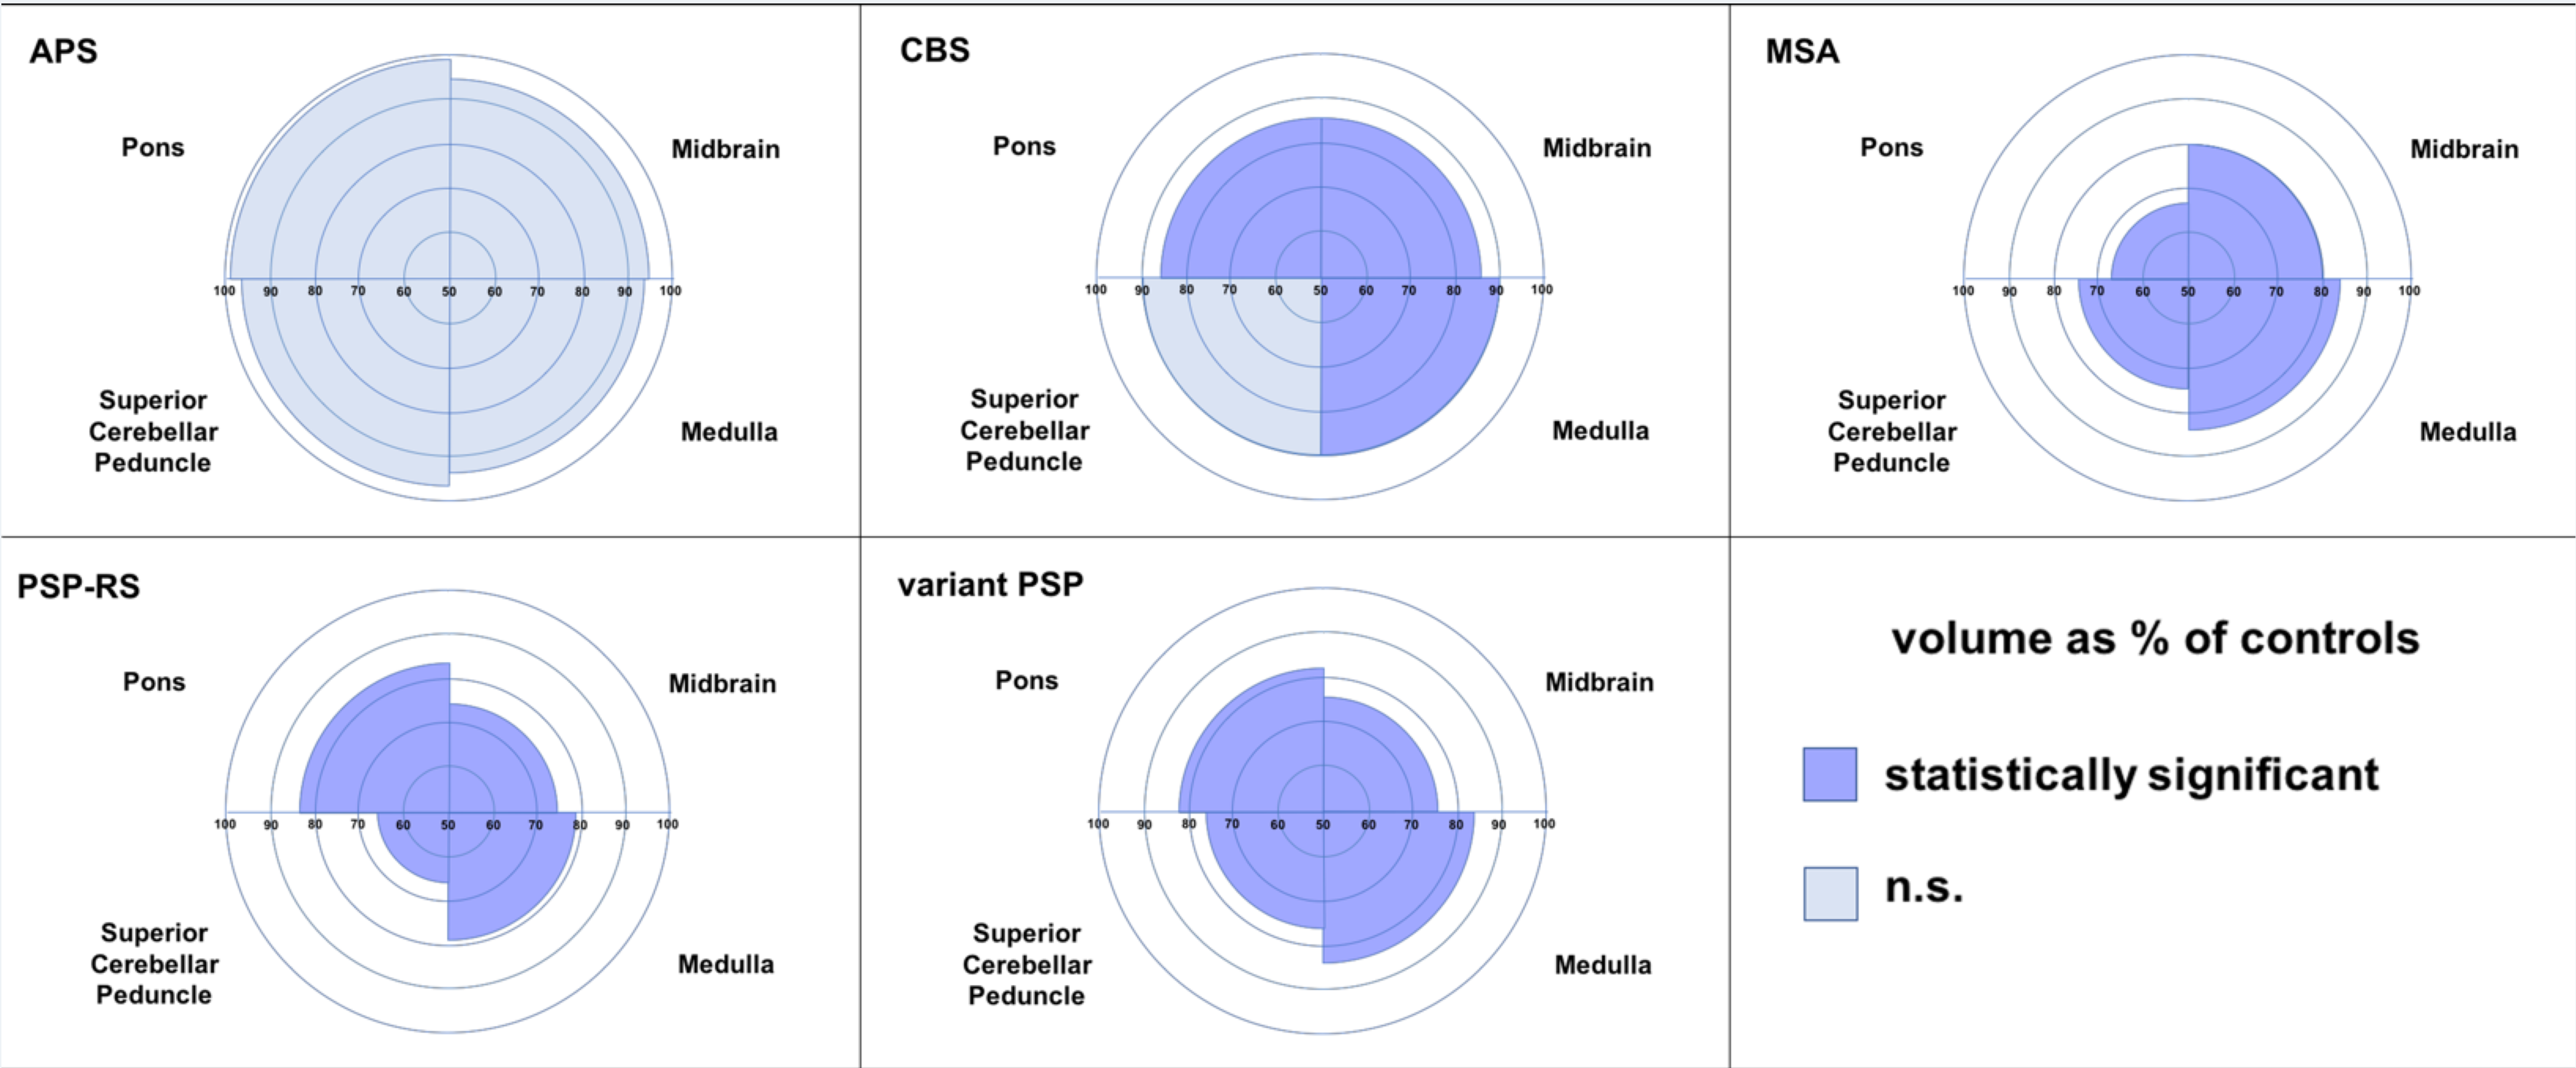 APS
Pons
Midbrain
100 90 80 70 60 50 60 70 80 90 100
Superior
Cerebellar
Peduncle
Medulla
CBS
Pons
Midbrain
100 90 80 70 60 50 60 70 80 90 100
Superior
Cerebellar
Peduncle
Medulla
MSA
Pons
Midbrain
100 90 80 70 60 50 60 70 80 90 100
Superior
Cerebellar
Peduncle
Medulla
PSP-RS
Pons
Midbrain
100 90 80 70 60 50 60 70 80 90 100
Superior
Cerebellar
Peduncle
Medulla
variant PSP
Pons
Midbrain
100 90 80 70 60 50 60 70 80 90 100
Superior
Cerebellar
Peduncle
Medulla
volume as % of controls
statistically significant
n.s.